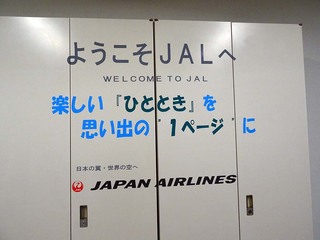 ようこそJALへ
WELCOME TO JAL
楽しい『ひととき』を
思い出の〝1ページ〟に
日本の翼・世界の空へ
JAPAN AIRLINES